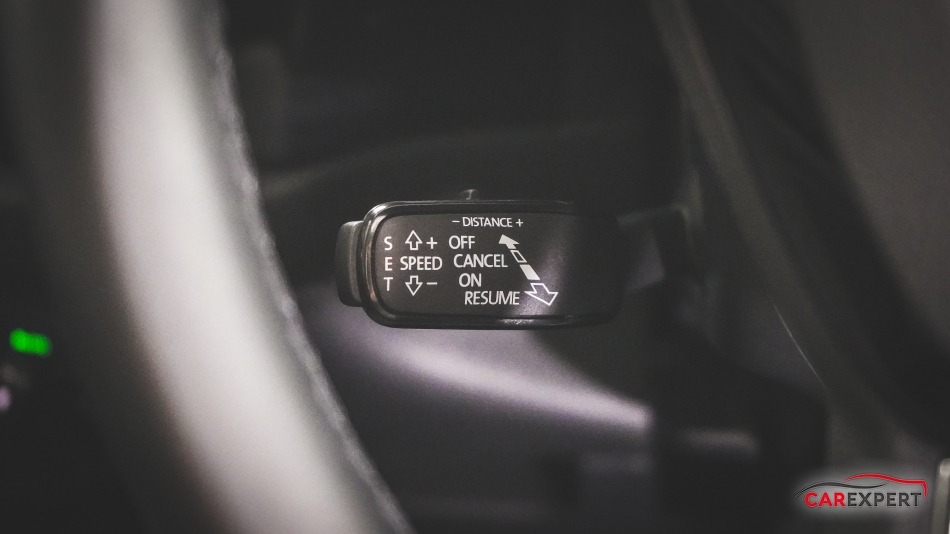 − DISTANCE +
S + OFF
E SPEED CANCEL
T − ON
RESUME
CAREXPERT